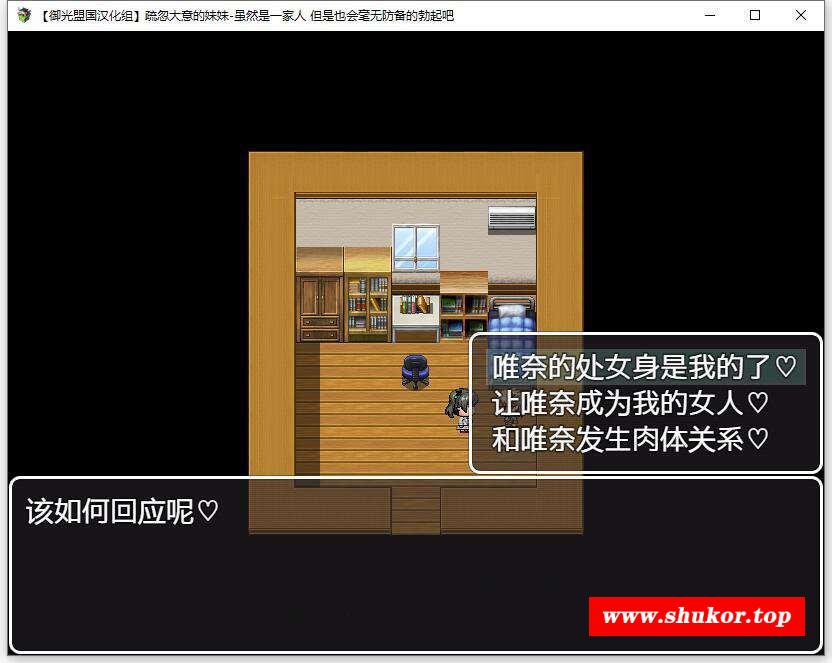 【御光盟国汉化组】疏忽大意的妹妹-虽然是一家人 但是也会毫无防备的勃起吧
唯奈的处女身是我的了♡
让唯奈成为我的女人♡
和唯奈发生肉体关系♡
该如何回应呢♡
www.shukor.top